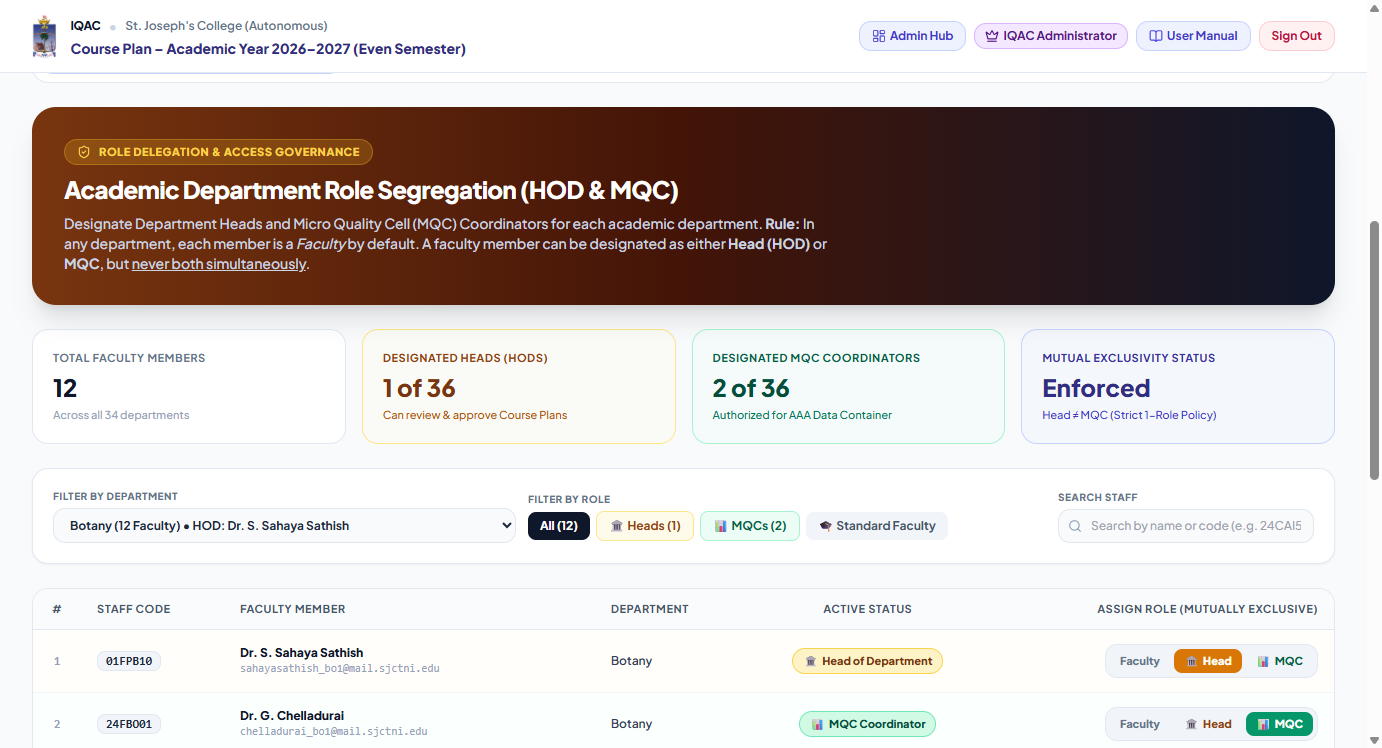 IQAC ● St. Joseph's College (Autonomous)
Course Plan – Academic Year 2026–2027 (Even Semester)
Admin Hub
IQAC Administrator
User Manual
Sign Out
ROLE DELEGATION & ACCESS GOVERNANCE
Academic Department Role Segregation (HOD & MQC)
Designate Department Heads and Micro Quality Cell (MQC) Coordinators for each academic department. Rule: In
any department, each member is a Faculty by default. A faculty member can be designated as either Head (HOD) or
MQC, but never both simultaneously.
TOTAL FACULTY MEMBERS
12
Across all 34 departments
DESIGNATED HEADS (HODS)
1 of 36
Can review & approve Course Plans
DESIGNATED MQC COORDINATORS
2 of 36
Authorized for AAA Data Container
MUTUAL EXCLUSIVITY STATUS
Enforced
Head ≠ MQC (Strict 1-Role Policy)
FILTER BY DEPARTMENT
Botany (12 Faculty) ● HOD: Dr. S. Sahaya Sathish
FILTER BY ROLE
All (12)
Heads (1)
MQCs (2)
Standard Faculty
SEARCH STAFF
Search by name or code (e.g. 24CAI5
# STAFF CODE FACULTY MEMBER DEPARTMENT ACTIVE STATUS ASSIGN ROLE (MUTUALLY EXCLUSIVE)
1 01FPB10 Dr. S. Sahaya Sathish Botany Head of Department Faculty Head MQC
sahayasathish_bo1@mail.sjctni.edu
2 24FBO01 Dr. G. Chelladurai Botany MQC Coordinator Faculty Head MQC
chelladurai_bo1@mail.sjctni.edu